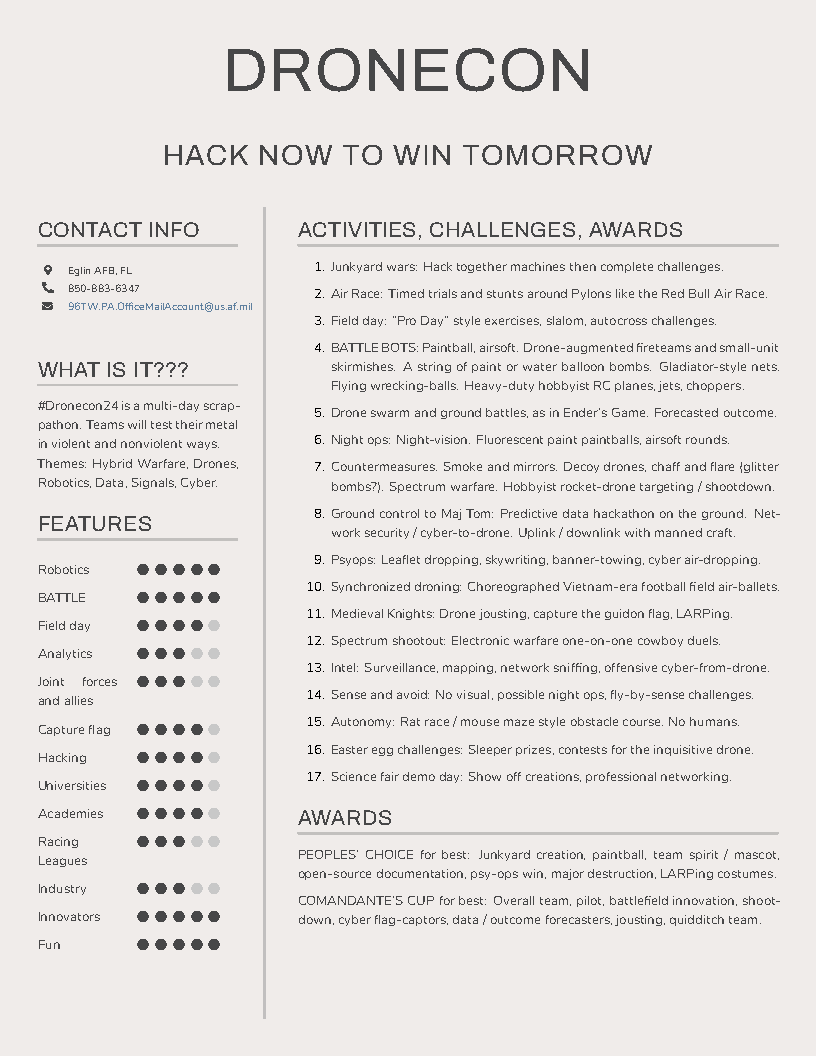 DRONECON
HACK NOW TO WIN TOMORROW
CONTACT INFO
Eglin AFB, FL
850-883-6347
96TW.PA.OfficeMailAccount@us.af.mil
WHAT IS IT???
#Dronecon24 is a multi-day scrap-
pathon. Teams will test their metal
in violent and nonviolent ways.
Themes: Hybrid Warfare, Drones,
Robotics, Data, Signals, Cyber.
FEATURES
Robotics
BATTLE
Field day
Analytics
Joint forces
and allies
Capture flag
Hacking
Universities
Academies
Racing
Leagues
Industry
Innovators
Fun
ACTIVITIES, CHALLENGES, AWARDS
1. Junkyard wars: Hack together machines then complete challenges.
2. Air Race: Timed trials and stunts around Pylons like the Red Bull Air Race.
3. Field day: "Pro Day" style exercises, slalom, autocross challenges.
4. BATTLE BOTS: Paintball, airsoft. Drone-augmented fireteams and small-unit
skirmishes. A string of paint or water balloon bombs. Gladiator-style nets.
Flying wrecking-balls. Heavy-duty hobbyist RC planes, jets, choppers.
5. Drone swarm and ground battles, as in Ender's Game. Forecasted outcome.
6. Night ops: Night-vision. Fluorescent paint paintballs, airsoft rounds.
7. Countermeasures. Smoke and mirrors. Decoy drones, chaff and flare (glitter
bombs?). Spectrum warfare. Hobbyist rocket-drone targeting / shootdown.
8. Ground control to Maj Tom: Predictive data hackathon on the ground. Net-
work security / cyber-to-drone. Uplink / downlink with manned craft.
9. Psyops: Leaflet dropping, skywriting, banner-towing, cyber air-dropping.
10. Synchronized droning: Choreographed Vietnam-era football field air-ballets.
11. Medieval Knights: Drone jousting, capture the guidon flag, LARPing.
12. Spectrum shootout: Electronic warfare one-on-one cowboy duels.
13. Intel: Surveillance, mapping, network sniffing, offensive cyber-from-drone.
14. Sense and avoid: No visual, possible night ops, fly-by-sense challenges.
15. Autonomy: Rat race / mouse maze style obstacle course. No humans.
16. Easter egg challenges: Sleeper prizes, contests for the inquisitive drone.
17. Science fair demo day: Show off creations, professional networking.
AWARDS
PEOPLES' CHOICE for best: Junkyard creation, paintball, team spirit / mascot,
open-source documentation, psy-ops win, major destruction, LARPing costumes.
COMANDANTE'S CUP for best: Overall team, pilot, battlefield innovation, shoot-
down, cyber flag-captors, data / outcome forecasters, jousting, quidditch team.